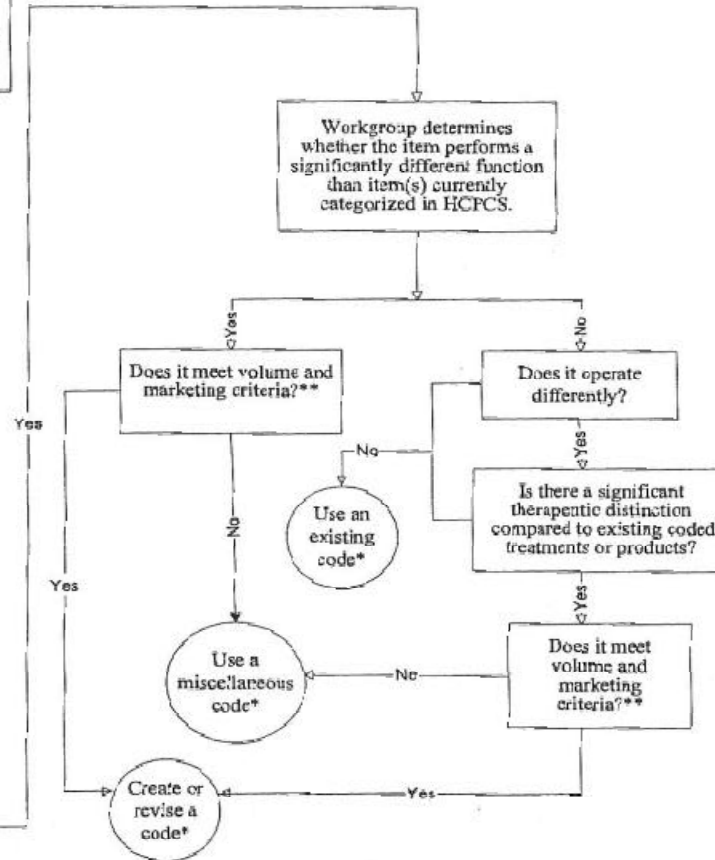 Workgroup determines
whether the item performs a
significantly different function
than item(s) currently
categorized in HCPCS.
Yes
No
Does it meet volume and
marketing criteria?**
Does it operate
differently?
Yes
No
Yes
Is there a significant
therapeutic distinction
compared to existing coded
treatments or products?
Use an
existing
code*
No
Yes
Yes
Does it meet
volume and
marketing
criteria?**
Use a
miscellaneous
code*
No
Create or
revise a
code*
Yes